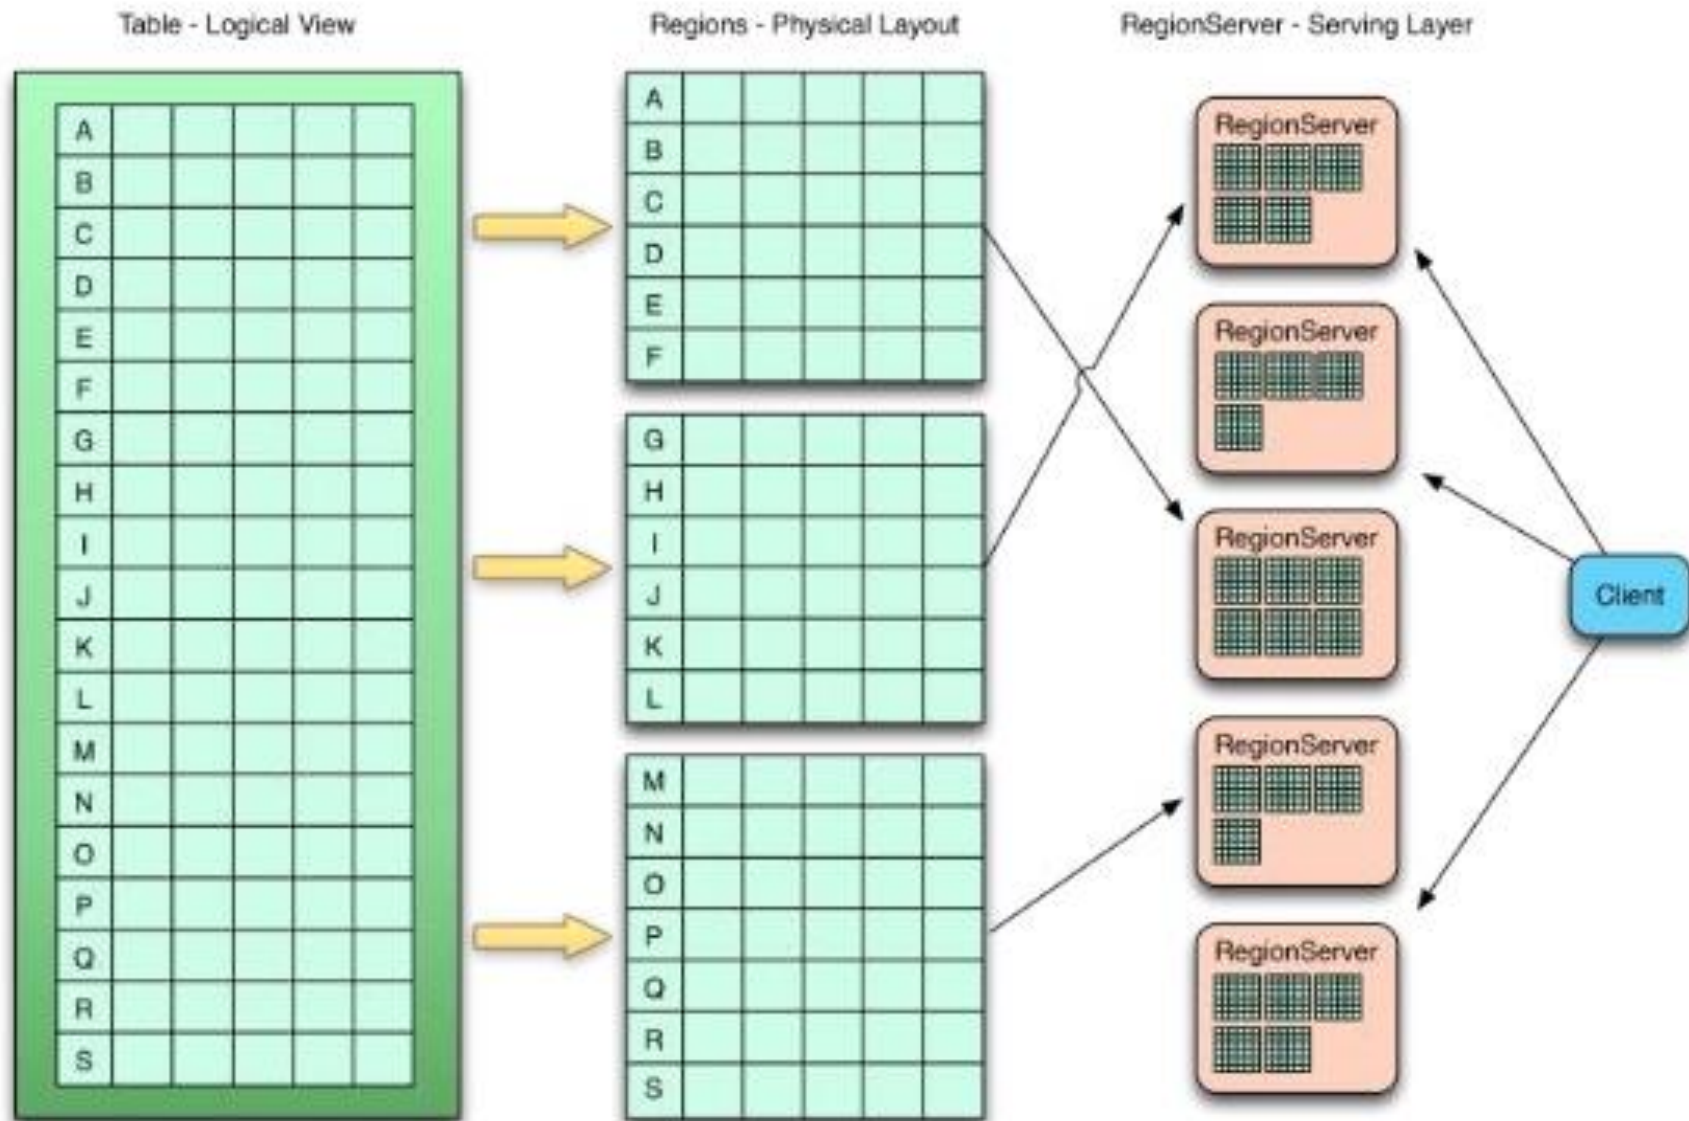 Table - Logical View
Regions - Physical Layout
RegionServer - Serving Layer
A
B
C
D
E
F
G
H
I
J
K
L
M
N
O
P
Q
R
S
A
B
C
D
E
F
G
H
I
J
K
L
M
N
O
P
Q
R
S
RegionServer
RegionServer
RegionServer
RegionServer
RegionServer
Client